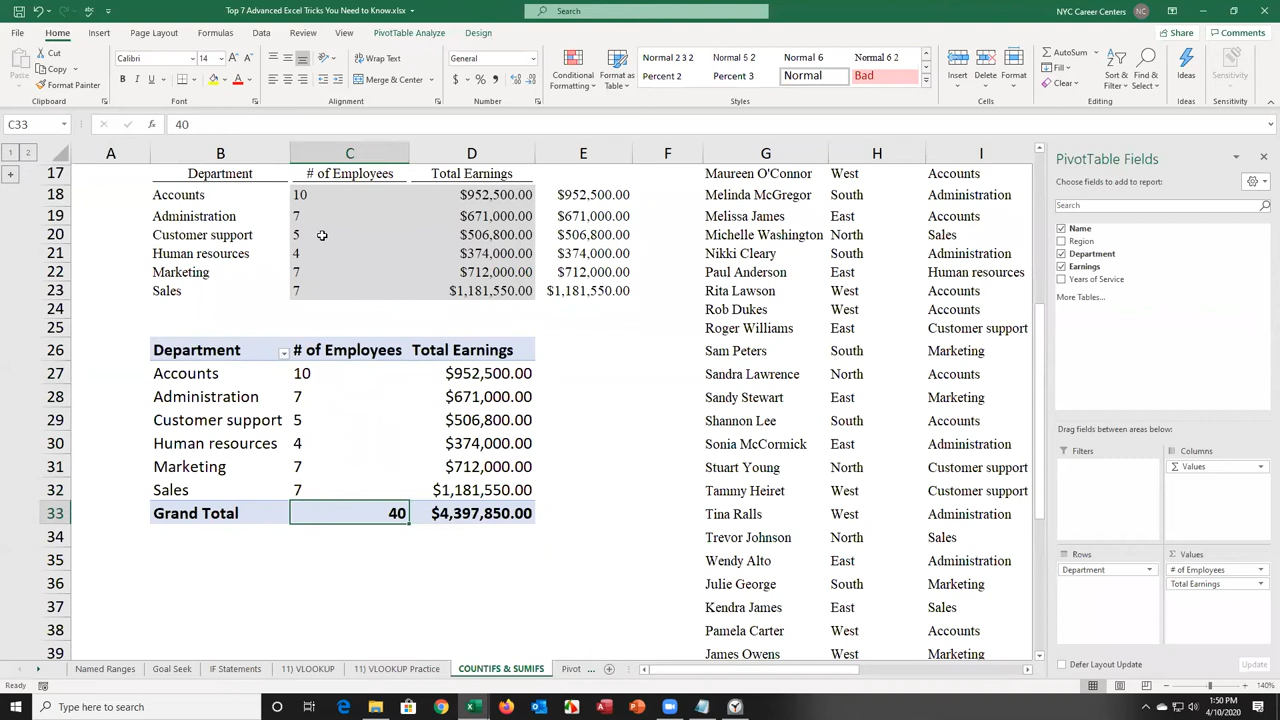 Top 7 Advanced Excel Tricks You Need to Know.xlsx
Search
NYC Career Centers
NC
File
Home
Insert
Page Layout
Formulas
Data
Review
View
PivotTable Analyze
Design
Share
Comments
Cut
Copy
Format Painter
Paste
Clipboard
Calibri
14
B I U
Font
Wrap Text
Merge & Center
Alignment
General
Number
Conditional Formatting
Format as Table
Normal 2 3 2
Normal 5 2
Normal 6
Normal 6 2
Percent 2
Percent 3
Normal
Bad
Styles
Insert
Delete
Format
Cells
AutoSum
Fill
Clear
Sort & Filter
Find & Select
Editing
Ideas
Ideas
Sensitivity
Sensitivity
C33
fx
40
1 2
A B C D E F G H I
17 Department # of Employees Total Earnings Maureen O'Connor West Accounts
18 Accounts 10 $952,500.00 $952,500.00 Melinda McGregor South Administration
19 Administration 7 $671,000.00 $671,000.00 Melissa James East Accounts
20 Customer support 5 $506,800.00 $506,800.00 Michelle Washington North Sales
21 Human resources 4 $374,000.00 $374,000.00 Nikki Cleary South Administration
22 Marketing 7 $712,000.00 $712,000.00 Paul Anderson East Human resources
23 Sales 7 $1,181,550.00 $1,181,550.00 Rita Lawson West Accounts
24 Rob Dukes West Accounts
25 Roger Williams East Customer support
26 Department # of Employees Total Earnings Sam Peters South Marketing
27 Accounts 10 $952,500.00 Sandra Lawrence North Accounts
28 Administration 7 $671,000.00 Sandy Stewart East Marketing
29 Customer support 5 $506,800.00 Shannon Lee South Accounts
30 Human resources 4 $374,000.00 Sonia McCormick East Administration
31 Marketing 7 $712,000.00 Stuart Young North Customer support
32 Sales 7 $1,181,550.00 Tammy Heiret West Customer support
33 Grand Total 40 $4,397,850.00 Tina Ralls West Administration
34 Trevor Johnson North Sales
35 Wendy Alto East Administration
36 Julie George South Marketing
37 Kendra James East Sales
38 Pamela Carter West Accounts
39 James Owens West Marketing
PivotTable Fields
Choose fields to add to report:
Search
Name
Region
Department
Earnings
Years of Service
More Tables...
Drag fields between areas below:
Filters
Columns
Σ Values
Rows
Σ Values
Department
# of Employees
Total Earnings
Defer Layout Update
Update
Named Ranges
Goal Seek
IF Statements
11) VLOOKUP
11) VLOOKUP Practice
COUNTIFS & SUMIFS
Pivot ...
Ready
140%
Type here to search
1:50 PM
4/10/2020